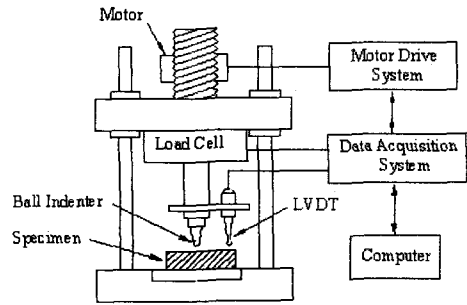 Motor
Motor Drive
System
Load Cell
Data Acquisition
System
Ball Indenter
LVDT
Specimen
Computer